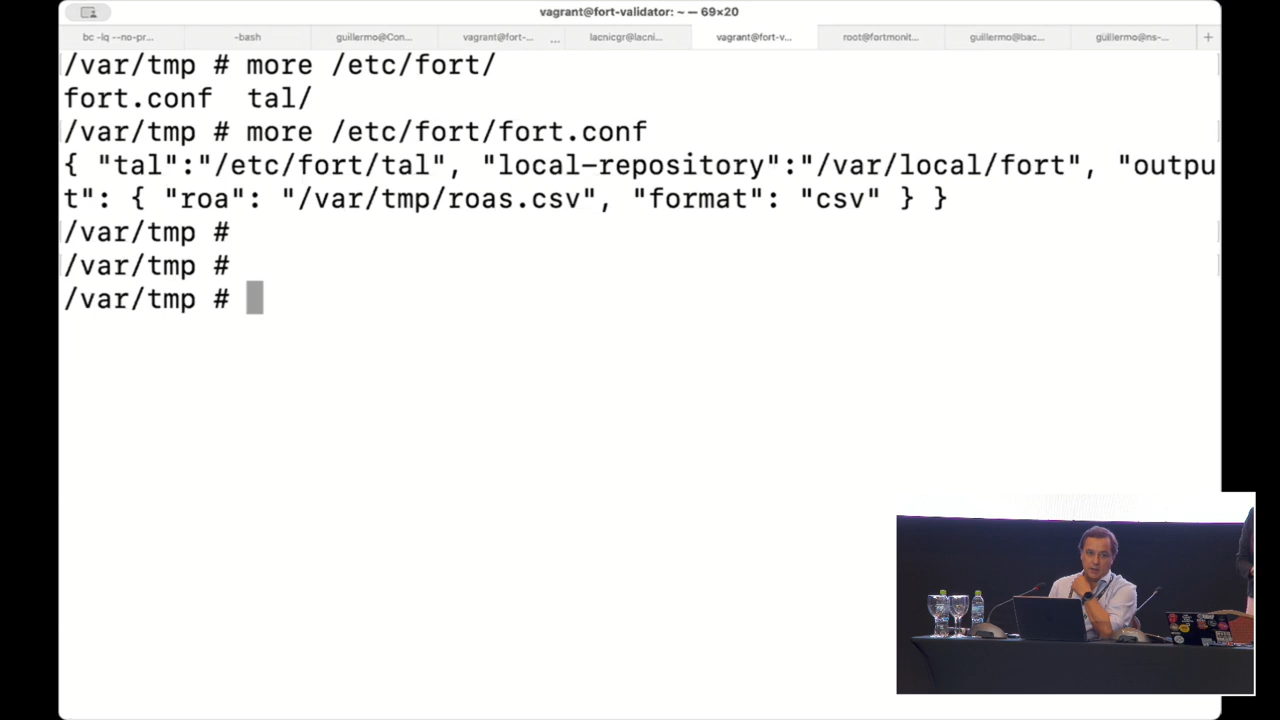 vagrant@fort-validator: ~ — 69×20
bc -lq --no-pr... -bash guillermo@Con... vagrant@fort-... ... lacnicgr@lacni... vagrant@fort-v... root@fortmonit... guillermo@bac... guillermo@ns-... +
/var/tmp # more /etc/fort/
fort.conf tal/
/var/tmp # more /etc/fort/fort.conf
{ "tal":"/etc/fort/tal", "local-repository":"/var/local/fort", "outpu
t": { "roa": "/var/tmp/roas.csv", "format": "csv" } }
/var/tmp #
/var/tmp #
/var/tmp #